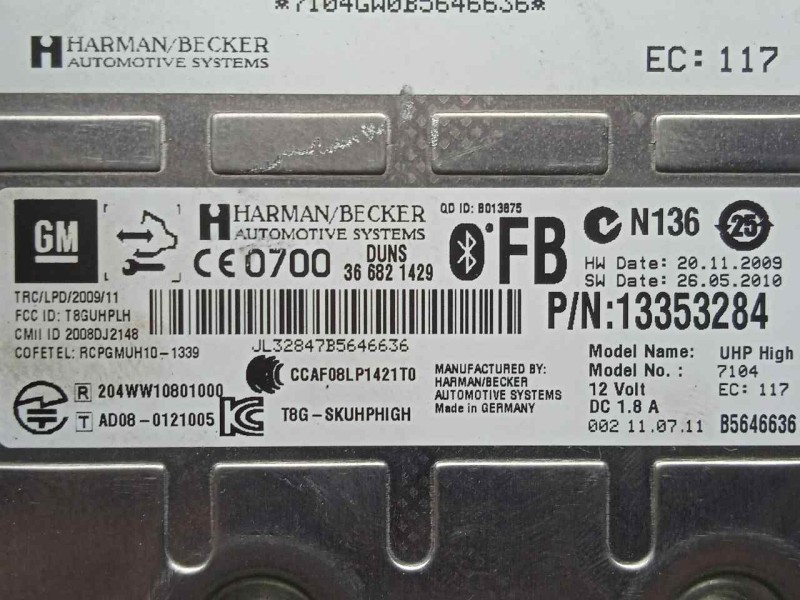 *7104GW0B5646636*
HARMAN/BECKER
AUTOMOTIVE SYSTEMS
EC: 117
GM
HARMAN/BECKER
AUTOMOTIVE SYSTEMS
QD ID: B013675
N136
25
CE 0700
DUNS
36 682 1429
FB
HW Date: 20.11.2009
SW Date: 26.05.2010
TRC/LPD/2009/11
FCC ID: T8GUHPLH
CMII ID 2008DJ2148
COFETEL: RCPGMUH10-1339
JL32847B5646636
P/N:13353284
R 204WW10801000
T AD08-0121005
CCAF08LP1421T0
T8G-SKUHPHIGH
MANUFACTURED BY:
HARMAN/BECKER
AUTOMOTIVE SYSTEMS
Made in GERMANY
Model Name: UHP High
Model No.: 7104
12 Volt EC: 117
DC 1.8 A
002 11.07.11 B5646636